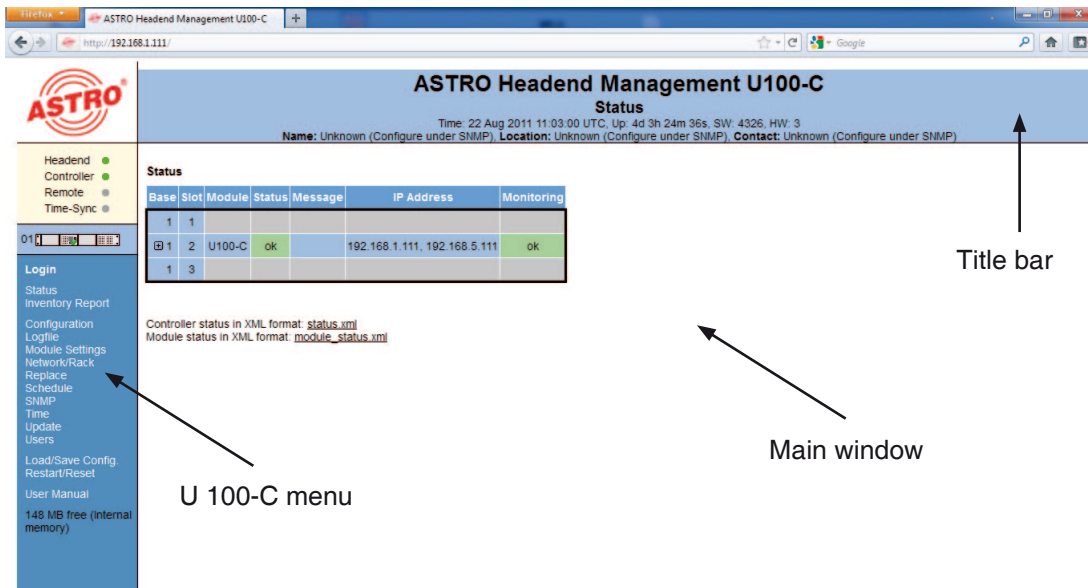 Firefox
ASTRO Headend Management U100-C
http://192.168.1.111/
Google
ASTRO
ASTRO Headend Management U100-C
Status
Time: 22 Aug 2011 11:03:00 UTC, Up: 4d 3h 24m 36s, SW: 4326, HW: 3
Name: Unknown (Configure under SNMP), Location: Unknown (Configure under SNMP), Contact: Unknown (Configure under SNMP)
Headend
Controller
Remote
Time-Sync
01
Login
Status
Inventory Report
Configuration
Logfile
Module Settings
Network/Rack
Replace
Schedule
SNMP
Time
Update
Users
Load/Save Config.
Restart/Reset
User Manual
148 MB free (Internal
memory)
Status
Base Slot Module Status Message IP Address Monitoring
1 1
1 2 U100-C ok 192.168.1.111, 192.168.5.111 ok
1 3
Controller status in XML format: status.xml
Module status in XML format: module_status.xml
Title bar
Main window
U 100-C menu